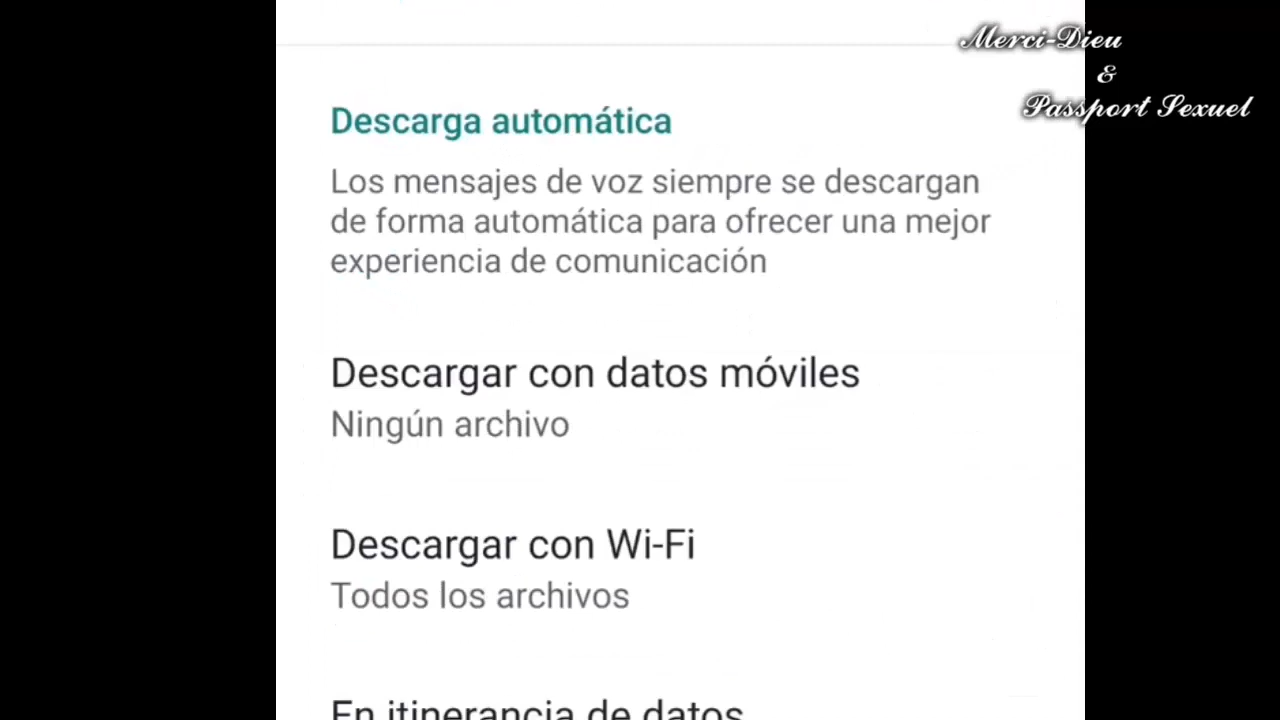 Merci-Dieu
&
Passport Sexuel
Descarga automática
Los mensajes de voz siempre se descargan
de forma automática para ofrecer una mejor
experiencia de comunicación
Descargar con datos móviles
Ningún archivo
Descargar con Wi-Fi
Todos los archivos
En itinerancia de datos